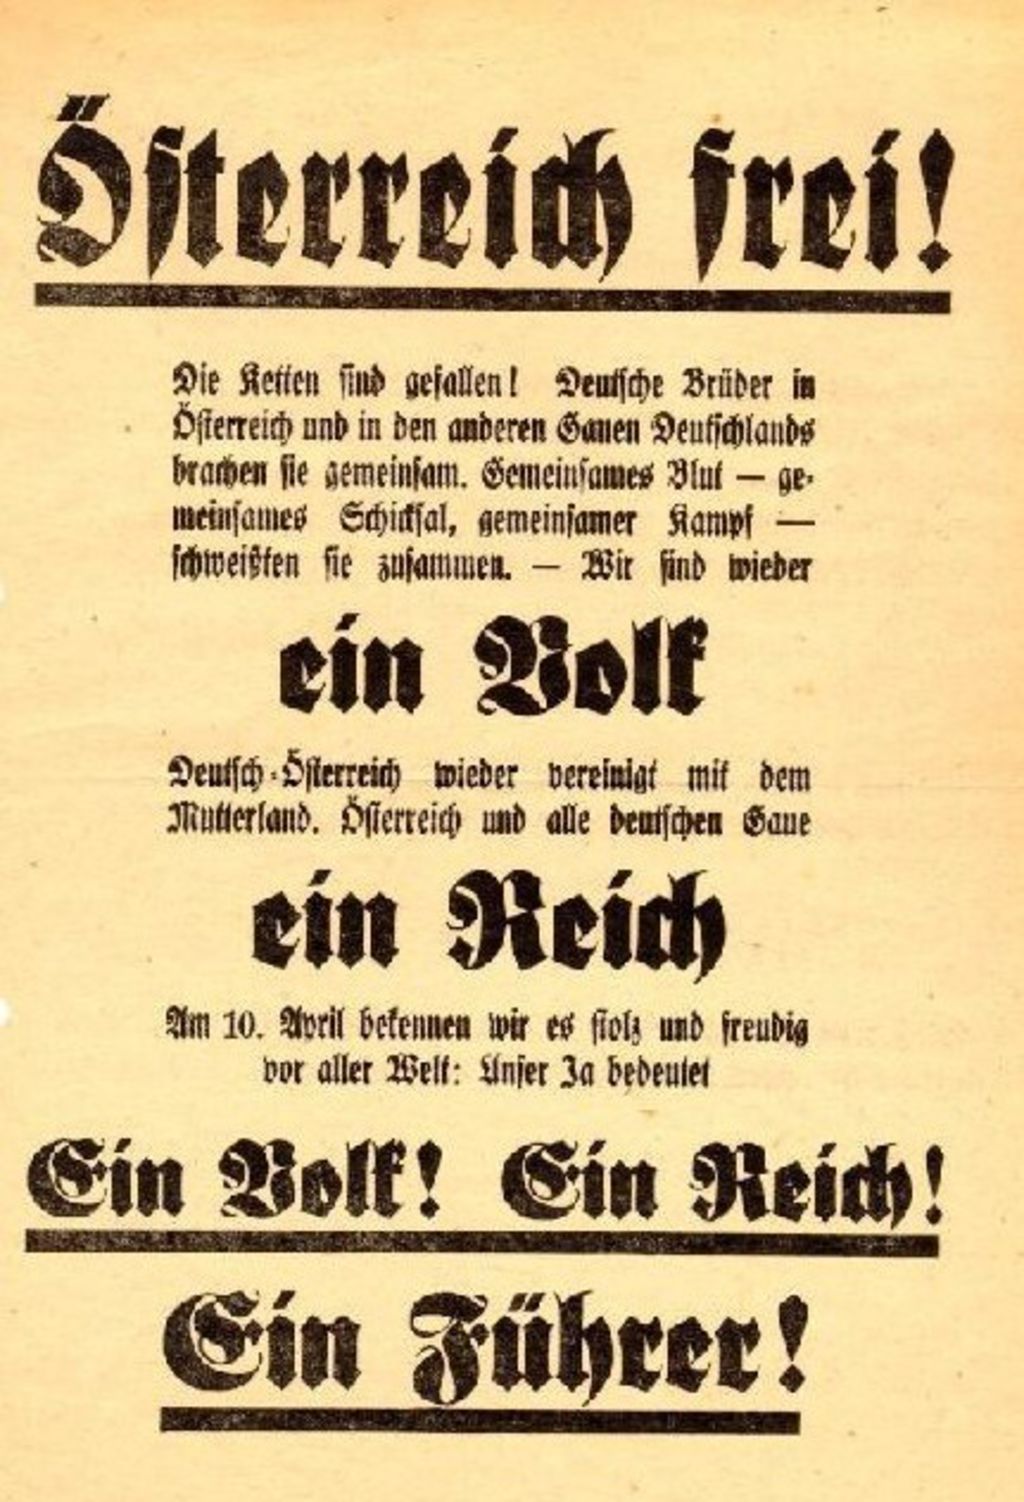 Österreich frei!
Die Ketten sind gefallen! Deutsche Brüder in
Österreich und in den anderen Gauen Deutschlands
brachen sie gemeinsam. Gemeinsames Blut — ge-
meinsames Schicksal, gemeinsamer Kampf —
schweißten sie zusammen. — Wir sind wieder
ein Volk
Deutsch-Österreich wieder vereinigt mit dem
Mutterland. Österreich und alle deutschen Gaue
ein Reich
Am 10. April bekennen wir es stolz und freudig
vor aller Welt: Unser Ja bedeutet
Ein Volk! Ein Reich!
Ein Führer!